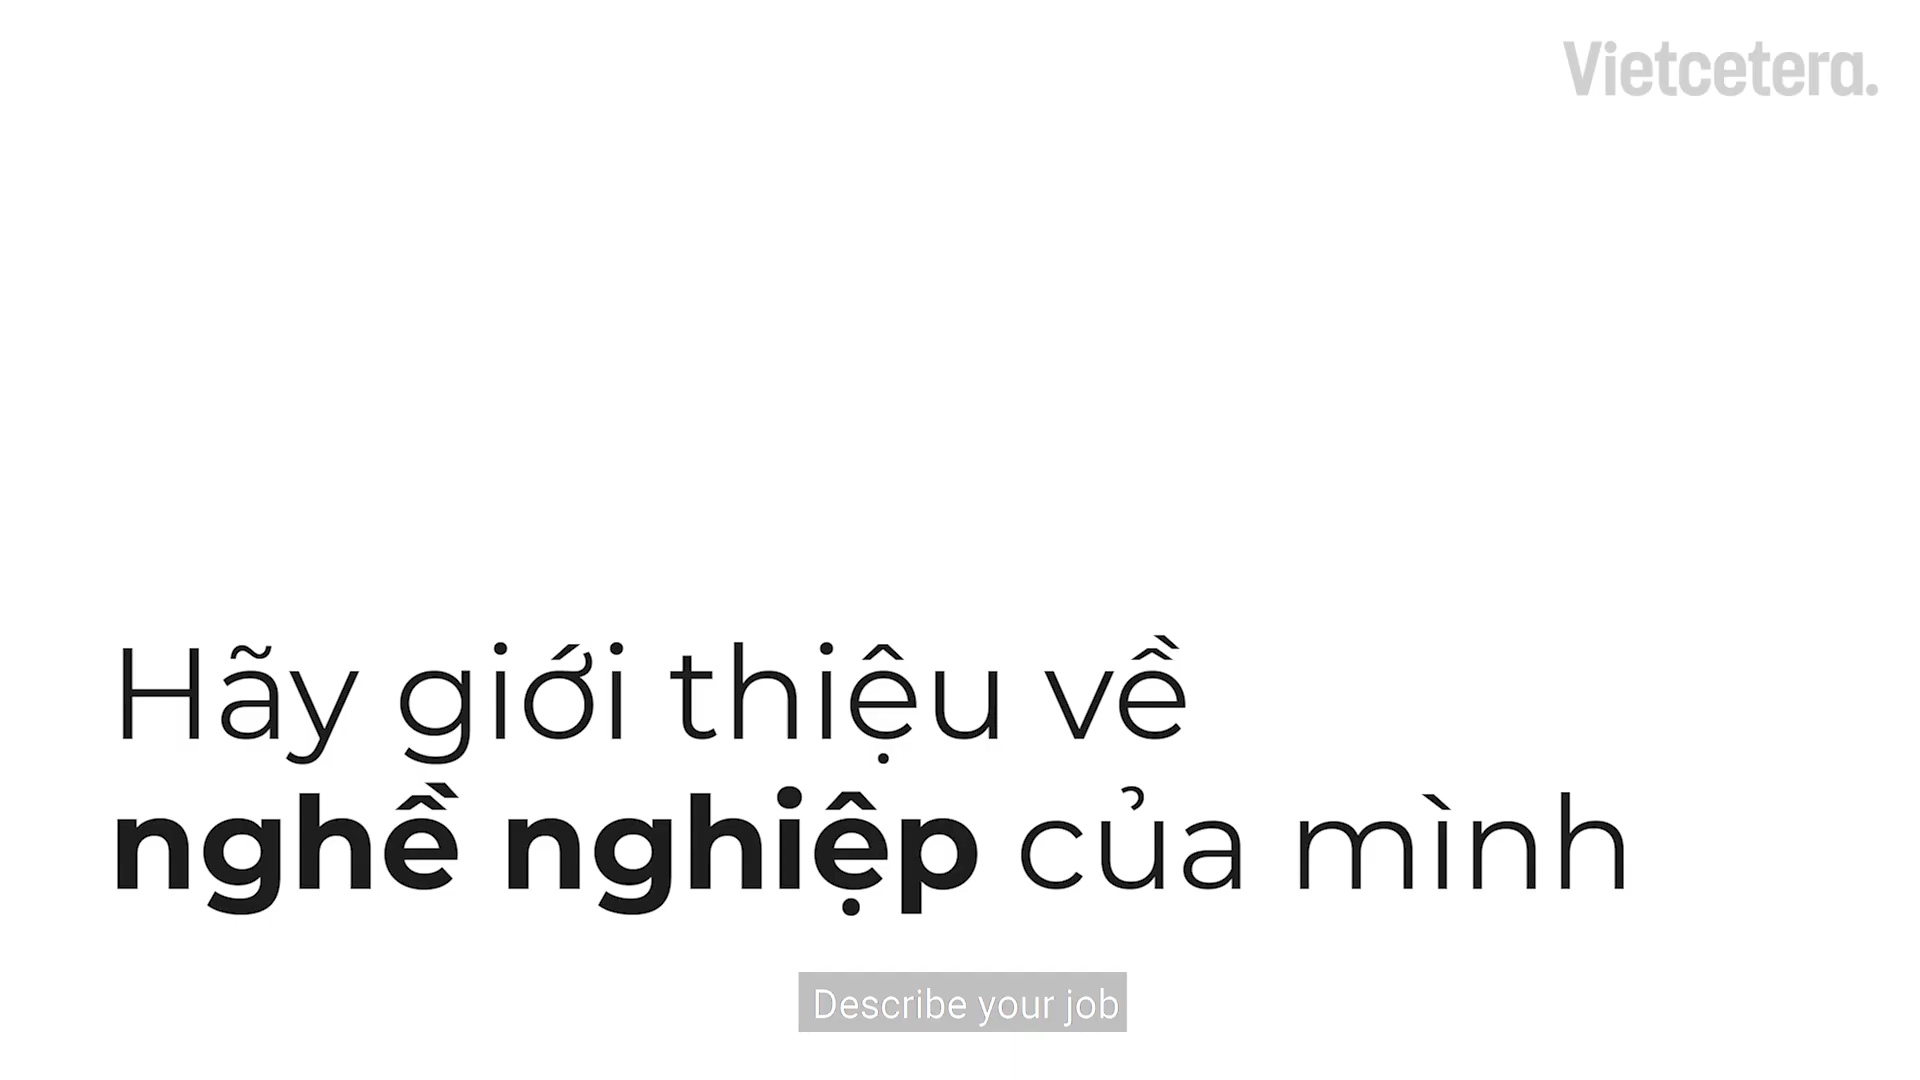 Vietcetera.
Hãy giới thiệu về
nghề nghiệp của mình
Describe your job